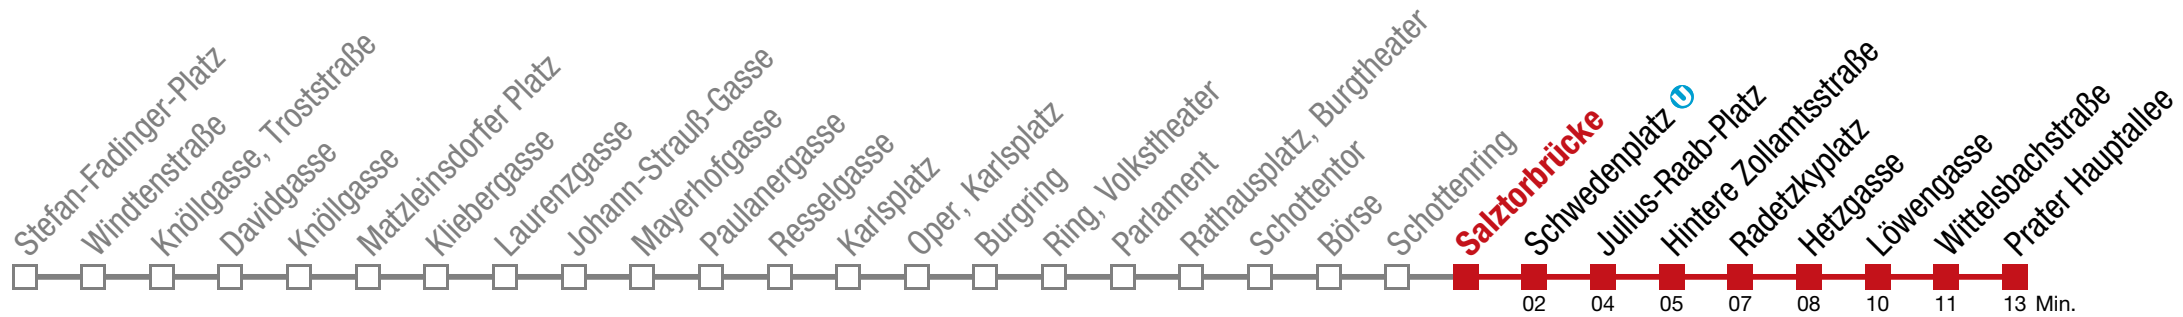 Stefan-Fadinger-Platz
Windtenstraße
Knöllgasse, Troststraße
Davidgasse
Knöllgasse
Matzleinsdorfer Platz
Kliebergasse
Laurenzgasse
Johann-Strauß-Gasse
Mayerhofgasse
Paulanergasse
Resselgasse
Karlsplatz
Oper, Karlsplatz
Burgring
Ring, Volkstheater
Parlament
Rathausplatz, Burgtheater
Schottentor
Börse
Schottenring
Salztorbrücke
Schwedenplatz U
Julius-Raab-Platz
Hintere Zollamtsstraße
Radetzkyplatz
Hetzgasse
Löwengasse
Wittelsbachstraße
Prater Hauptallee
02 04 05 07 08 10 11 13 Min.